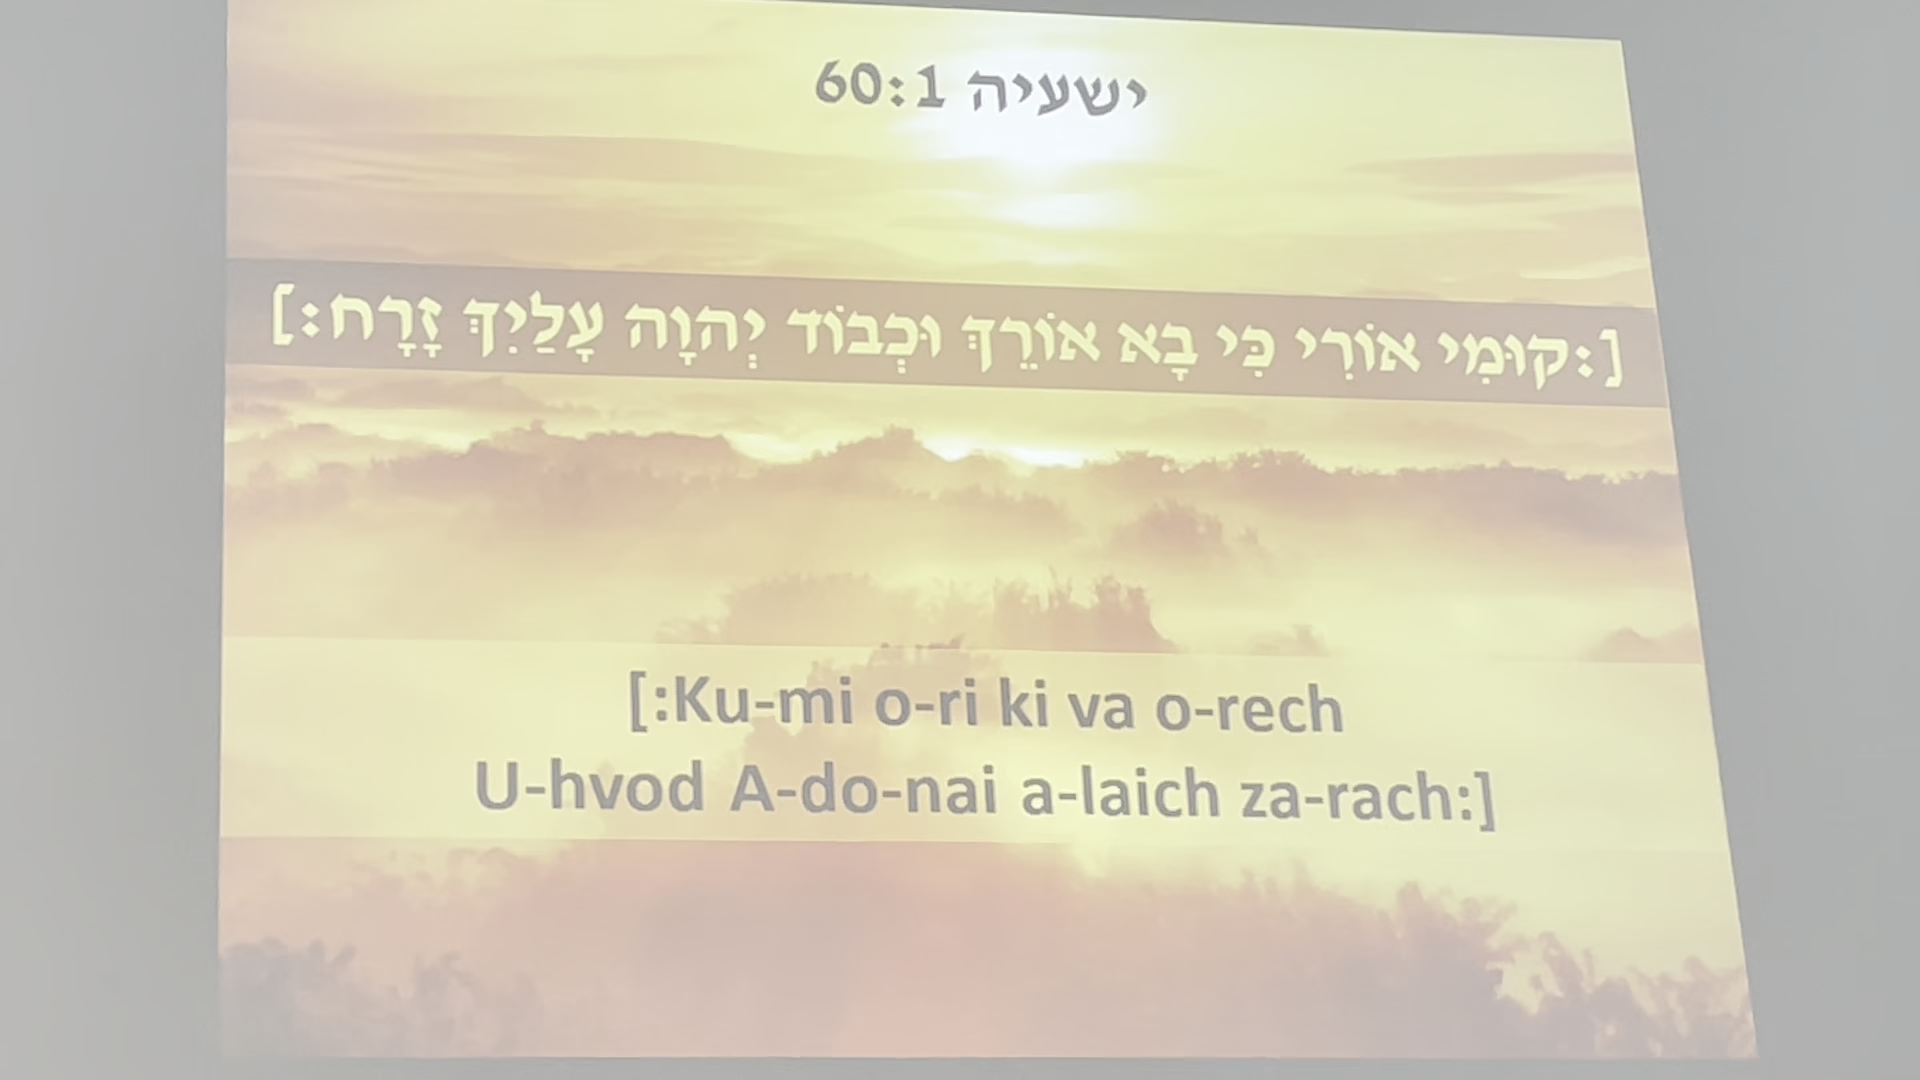 ישעיה 60:1
[:קוּמִי אוֹרִי כִּי בָא אוֹרֵךְ וּכְבוֹד יְהוָה עָלַיִךְ זָרָח:]
[:Ku-mi o-ri ki va o-rech
U-hvod A-do-nai a-laich za-rach:]